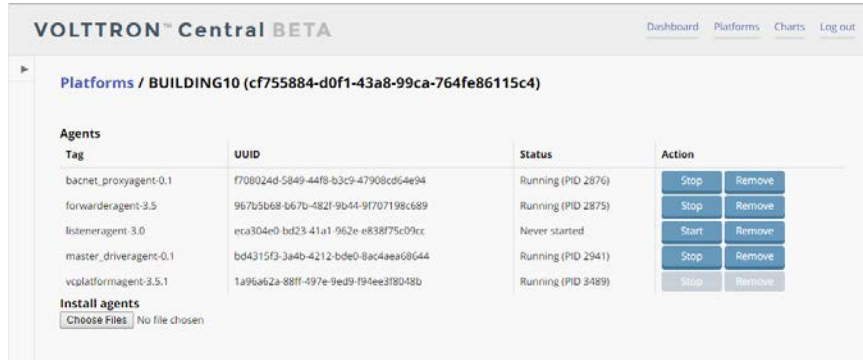 VOLTTRON™ Central BETA
Dashboard Platforms Charts Log out
Platforms / BUILDING10 (cf755884-d0f1-43a8-99ca-764fe86115c4)
Agents
Tag UUID Status Action
bacnet_proxyagent-0.1 f708024d-5849-44f8-b3c9-47908cd64e94 Running (PID 2876) Stop Remove
forwarderagent-3.5 967b5b68-b67b-482f-9b44-9f707198c689 Running (PID 2875) Stop Remove
listeneragent-3.0 eca304e0-bd23-41a1-962e-e838f75c09cc Never started Start Remove
master_driveragent-0.1 bd4315f3-3a4b-4212-bde0-8ac4aea68644 Running (PID 2941) Stop Remove
vcplatformagent-3.5.1 1a96a62a-88ff-497e-9ed9-f94ee3f8048b Running (PID 3489) Stop Remove
Install agents
Choose Files No file chosen